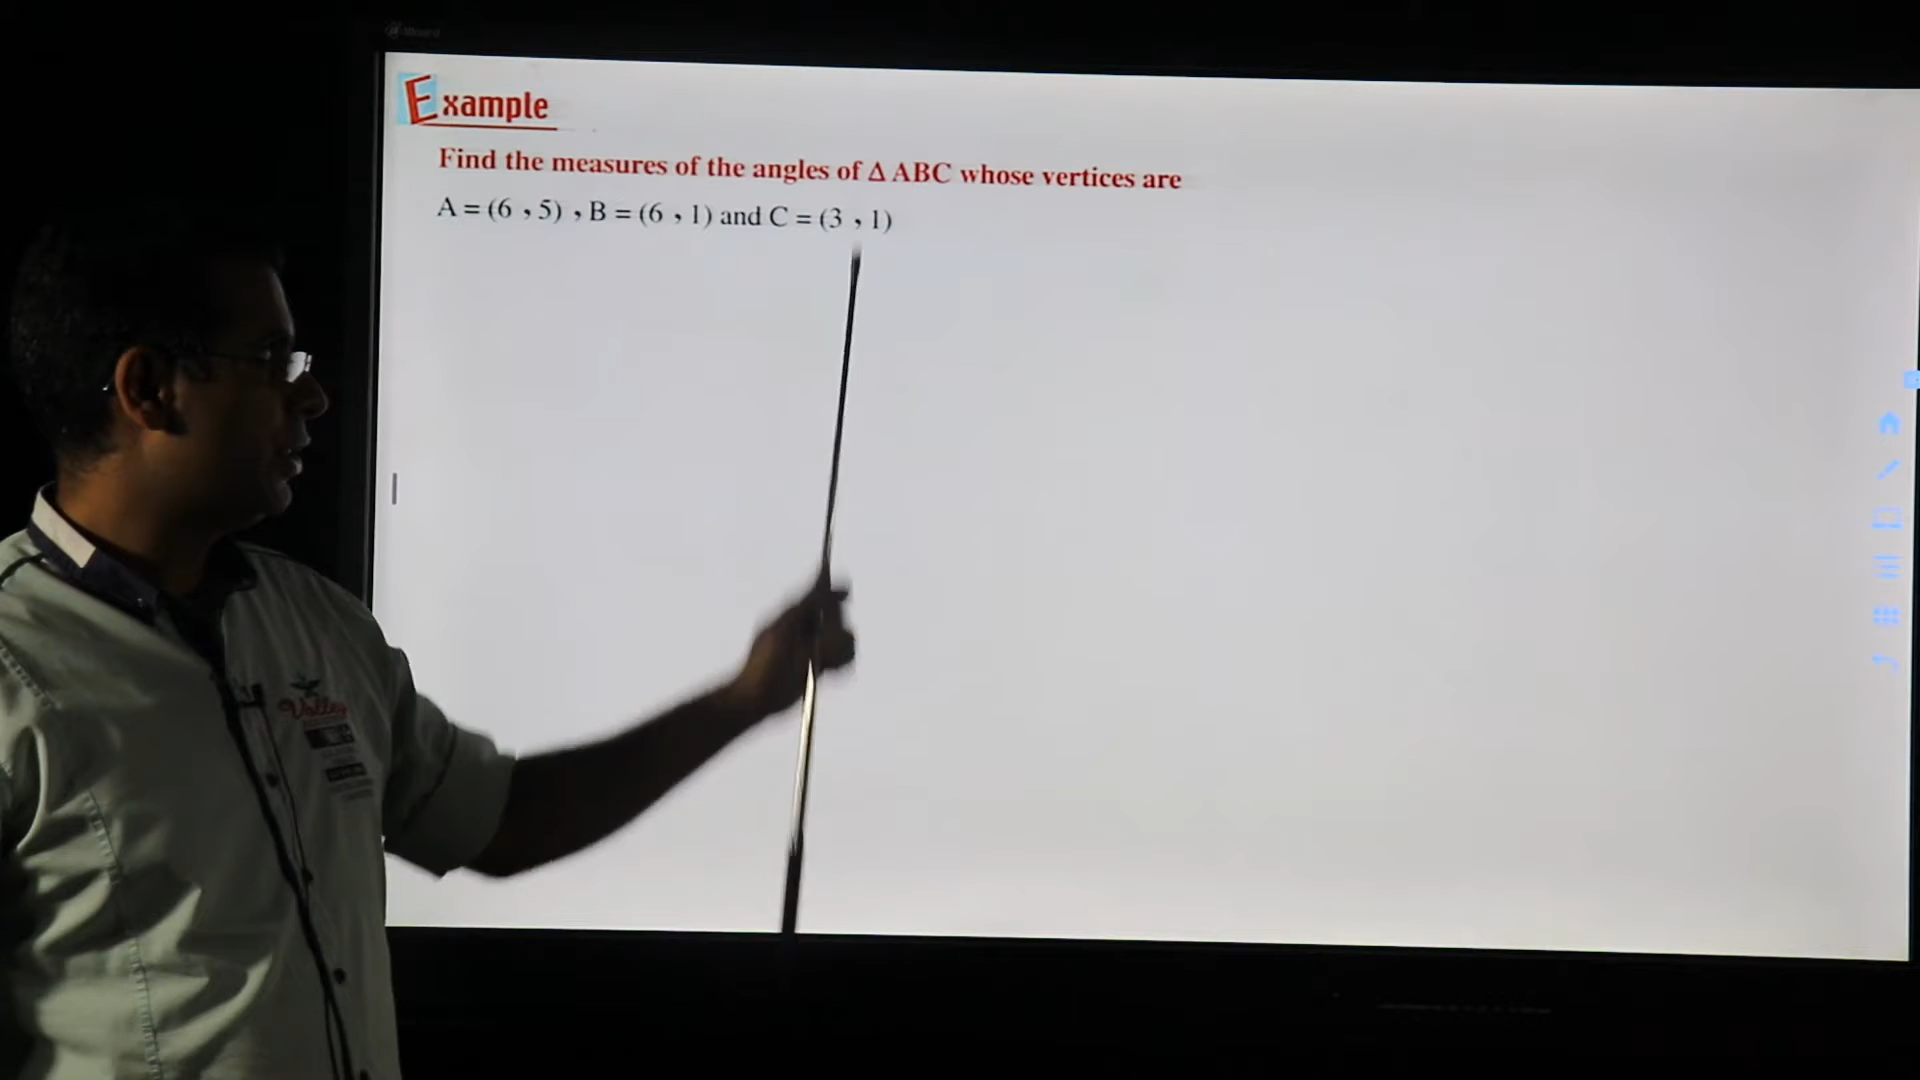 Example
Find the measures of the angles of Δ ABC whose vertices are
A = (6 , 5) , B = (6 , 1) and C = (3 , 1)